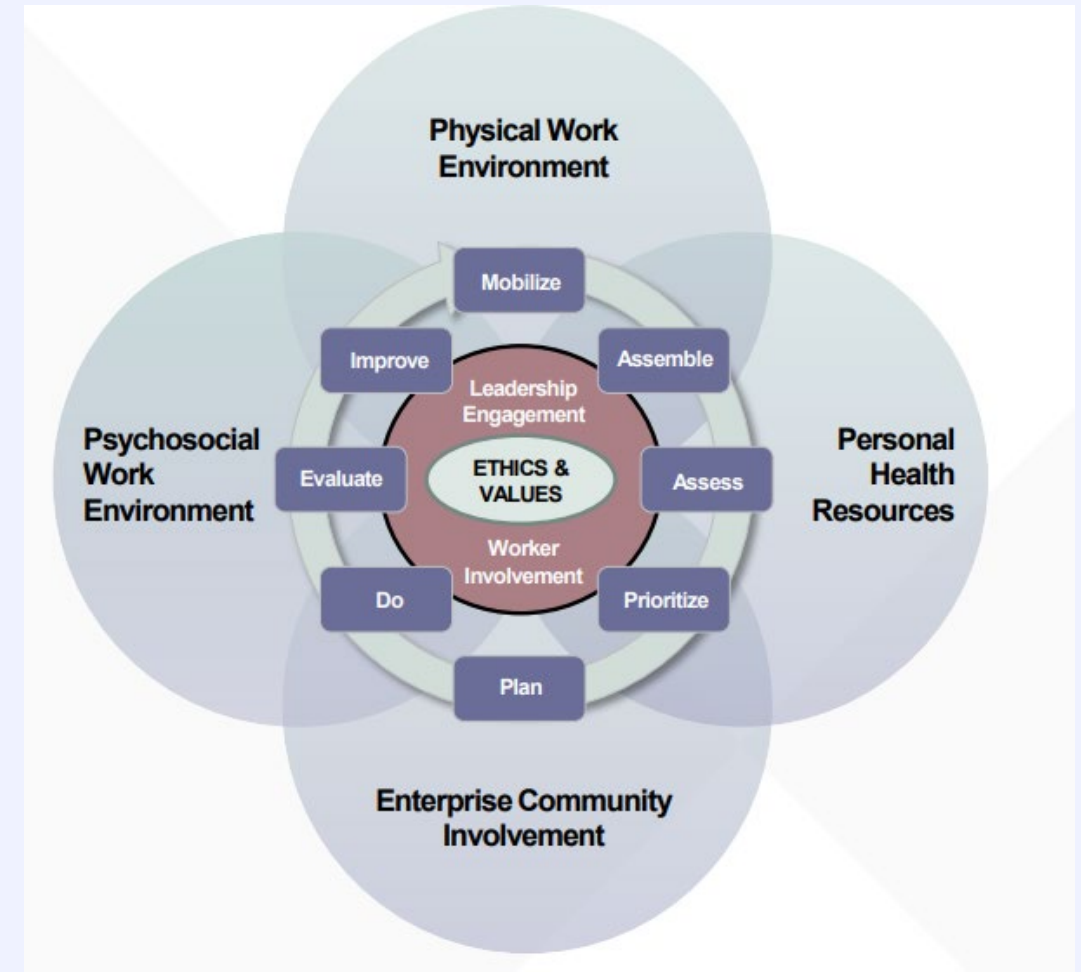 Physical Work
Environment
Mobilize
Improve
Assemble
Leadership
Engagement
Psychosocial
Work
Environment
Evaluate
ETHICS &
VALUES
Assess
Personal
Health
Resources
Worker
Involvement
Do
Prioritize
Plan
Enterprise Community
Involvement